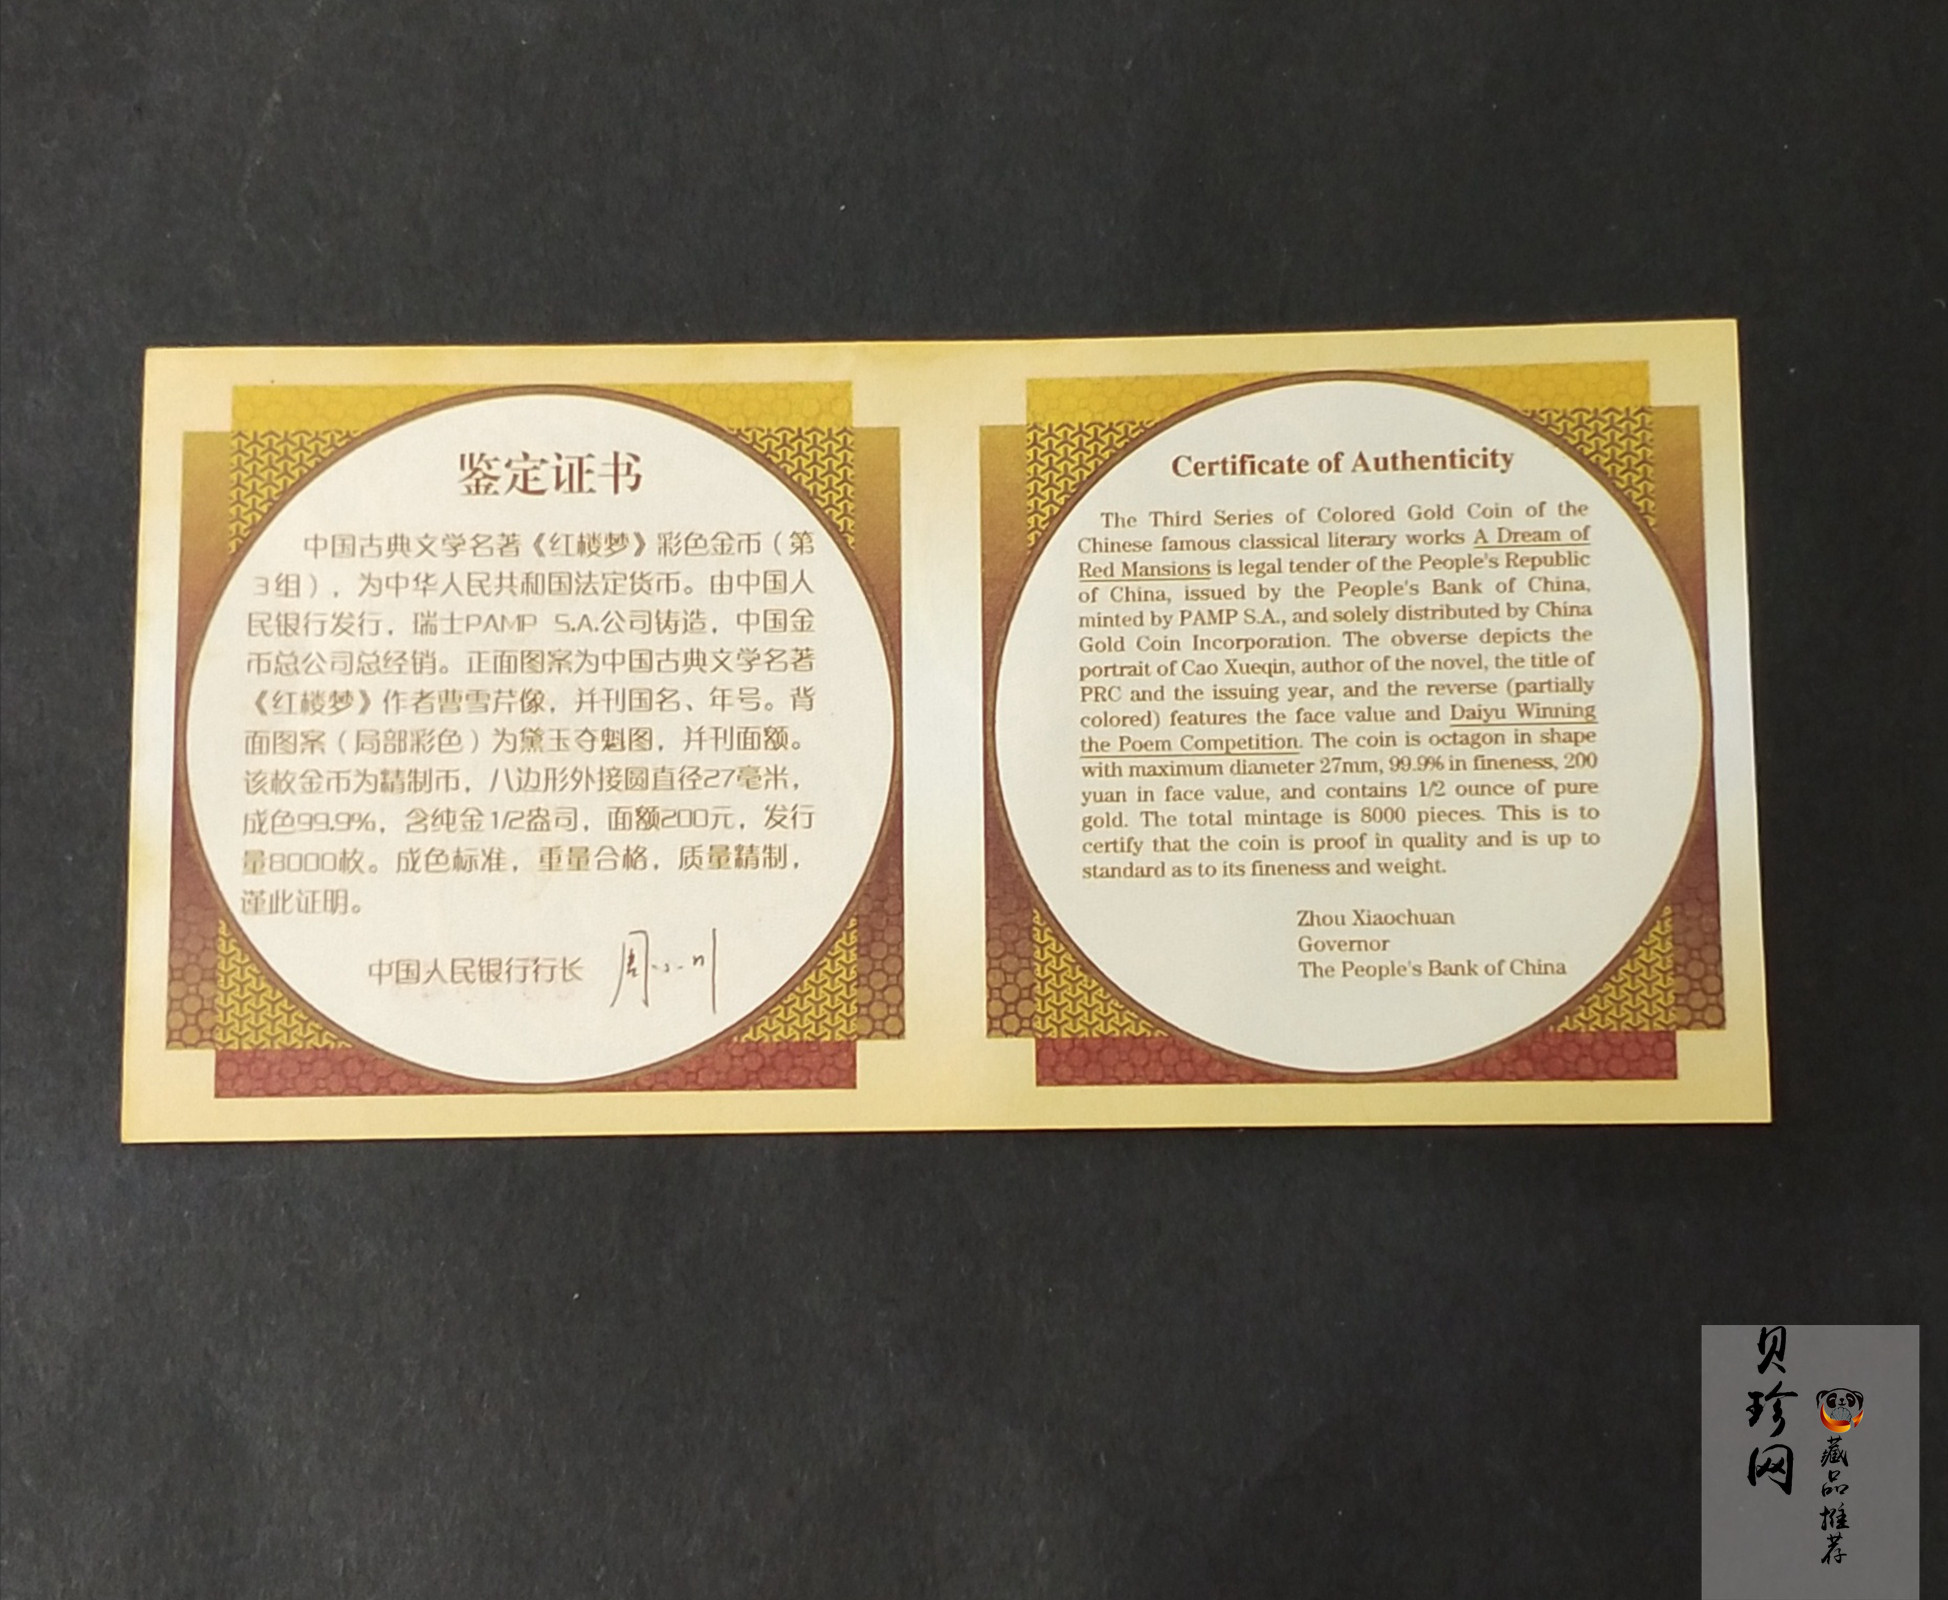 鉴定证书
中国古典文学名著《红楼梦》彩色金币（第
3组），为中华人民共和国法定货币。由中国人
民银行发行，瑞士PAMP S.A.公司铸造，中国金
币总公司总经销。正面图案为中国古典文学名著
《红楼梦》作者曹雪芹像，并刊国名、年号。背
面图案（局部彩色）为黛玉夺魁图，并刊面额。
该枚金币为精制币，八边形外接圆直径27毫米，
成色99.9%，含纯金1/2盎司，面额200元，发行
量8000枚。成色标准，重量合格，质量精制，
谨此证明。
中国人民银行行长 周小川
Certificate of Authenticity
The Third Series of Colored Gold Coin of the
Chinese famous classical literary works A Dream of
Red Mansions is legal tender of the People's Republic
of China, issued by the People's Bank of China,
minted by PAMP S.A., and solely distributed by China
Gold Coin Incorporation. The obverse depicts the
portrait of Cao Xueqin, author of the novel, the title of
PRC and the issuing year, and the reverse (partially
colored) features the face value and Daiyu Winning
the Poem Competition. The coin is octagon in shape
with maximum diameter 27mm, 99.9% in fineness, 200
yuan in face value, and contains 1/2 ounce of pure
gold. The total mintage is 8000 pieces. This is to
certify that the coin is proof in quality and is up to
standard as to its fineness and weight.
Zhou Xiaochuan
Governor
The People's Bank of China
贝珍网
藏品推荐